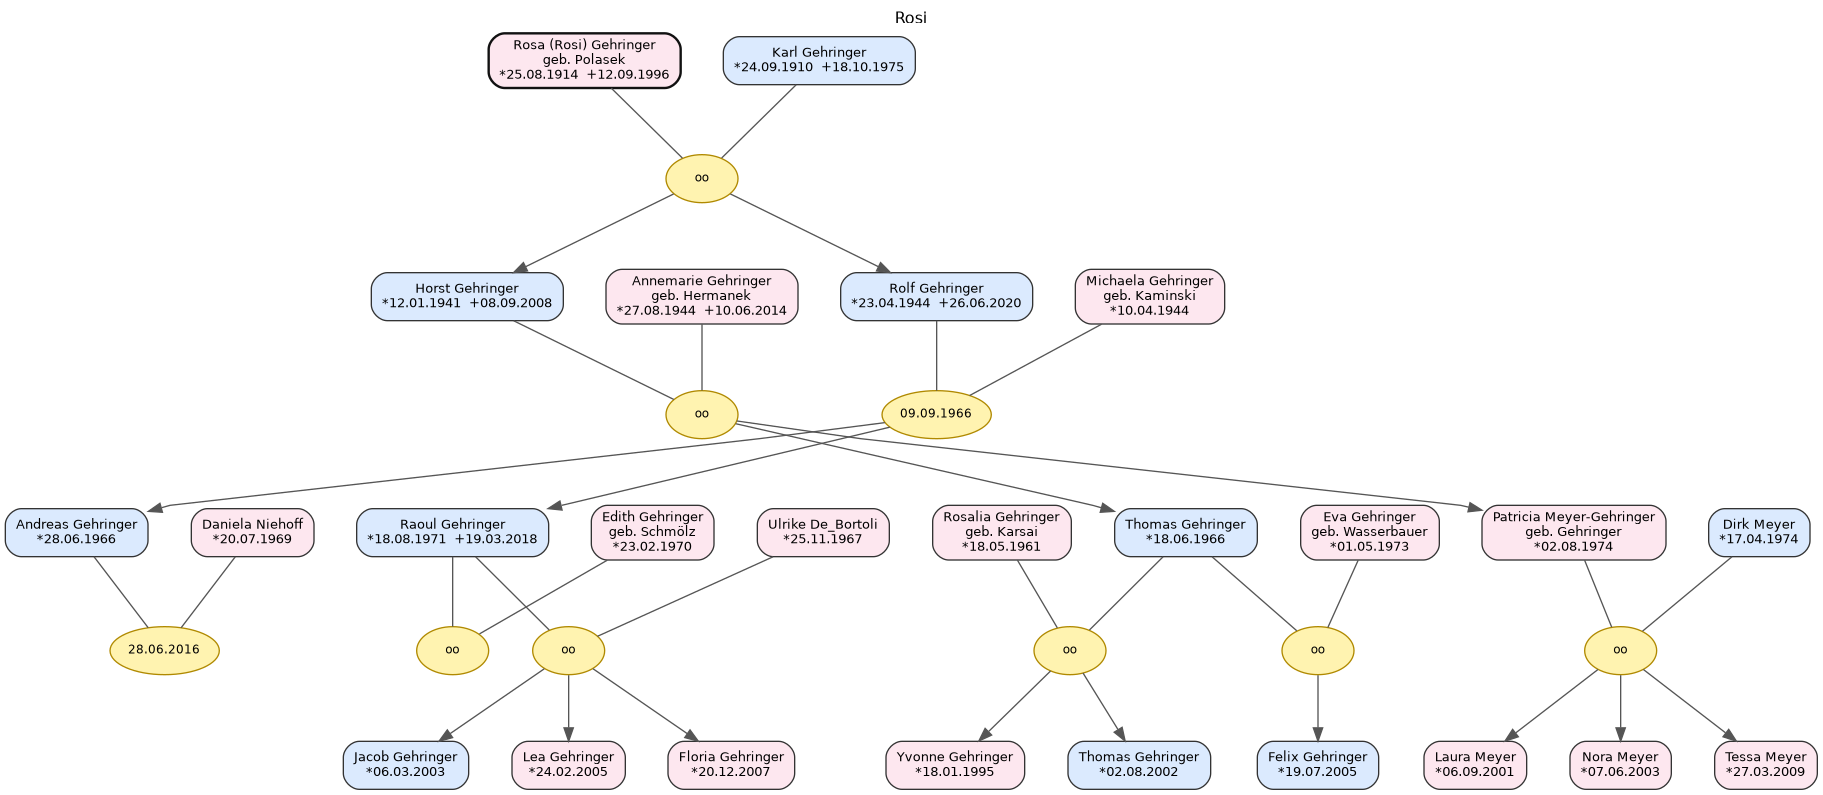 Rosi
Rosa (Rosi) Gehringer
geb. Polasek
*25.08.1914  +12.09.1996
Karl Gehringer
*24.09.1910  +18.10.1975
oo
Horst Gehringer
*12.01.1941  +08.09.2008
Annemarie Gehringer
geb. Hermanek
*27.08.1944  +10.06.2014
Rolf Gehringer
*23.04.1944  +26.06.2020
Michaela Gehringer
geb. Kaminski
*10.04.1944
oo
09.09.1966
Andreas Gehringer
*28.06.1966
Daniela Niehoff
*20.07.1969
Raoul Gehringer
*18.08.1971  +19.03.2018
Edith Gehringer
geb. Schmölz
*23.02.1970
Ulrike De_Bortoli
*25.11.1967
Rosalia Gehringer
geb. Karsai
*18.05.1961
Thomas Gehringer
*18.06.1966
Eva Gehringer
geb. Wasserbauer
*01.05.1973
Patricia Meyer-Gehringer
geb. Gehringer
*02.08.1974
Dirk Meyer
*17.04.1974
28.06.2016
oo
oo
oo
oo
oo
Jacob Gehringer
*06.03.2003
Lea Gehringer
*24.02.2005
Floria Gehringer
*20.12.2007
Yvonne Gehringer
*18.01.1995
Thomas Gehringer
*02.08.2002
Felix Gehringer
*19.07.2005
Laura Meyer
*06.09.2001
Nora Meyer
*07.06.2003
Tessa Meyer
*27.03.2009